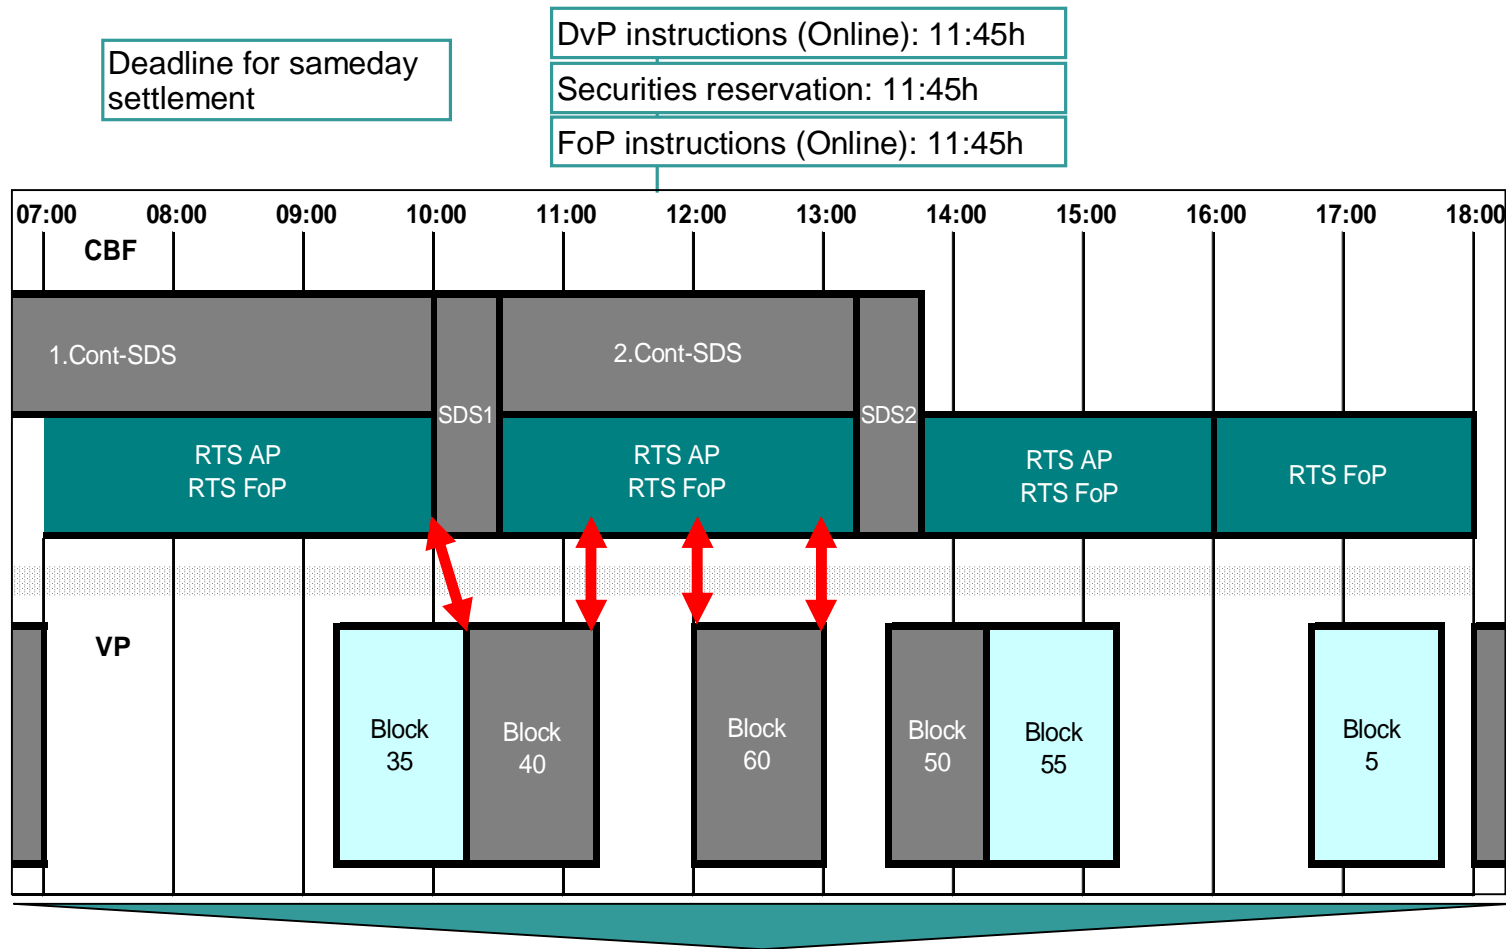 DvP instructions (Online): 11:45h
Deadline for sameday
settlement
Securities reservation: 11:45h
FoP instructions (Online): 11:45h
07:00 08:00 09:00 10:00 11:00 12:00 13:00 14:00 15:00 16:00 17:00 18:00
CBF
1.Cont-SDS
2.Cont-SDS
SDS1
SDS2
RTS AP
RTS FoP
RTS AP
RTS FoP
RTS AP
RTS FoP
RTS FoP
VP
Block
35
Block
40
Block
60
Block
50
Block
55
Block
5